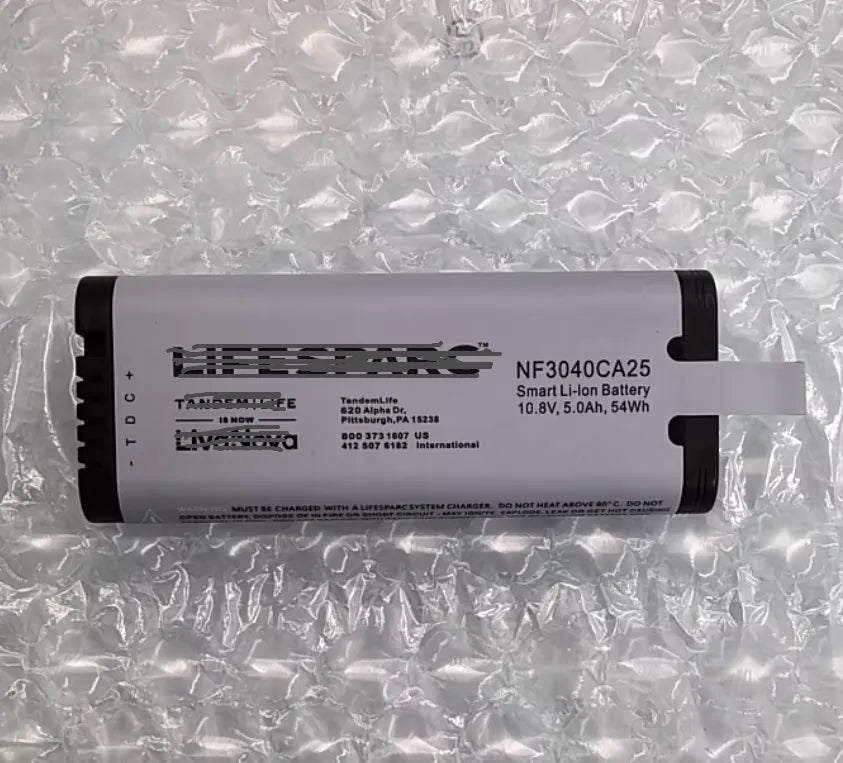 LIFESPARC™
NF3040CA25
Smart Li-Ion Battery
10.8V, 5.0Ah, 54Wh
TANDEMLIFE
IS NOW
LivaNova
TandemLife
620 Alpha Dr,
Pittsburgh,PA 15238
800 373 1607 US
412 507 6182 International
- T D C +
WARNING: MUST BE CHARGED WITH A LIFESPARC SYSTEM CHARGER. DO NOT HEAT ABOVE 80°C. DO NOT
OPEN BATTERY, DISPOSE OF IN FIRE OR SHORT CIRCUIT - MAY IGNITE, EXPLODE, LEAK OR GET HOT CAUSING